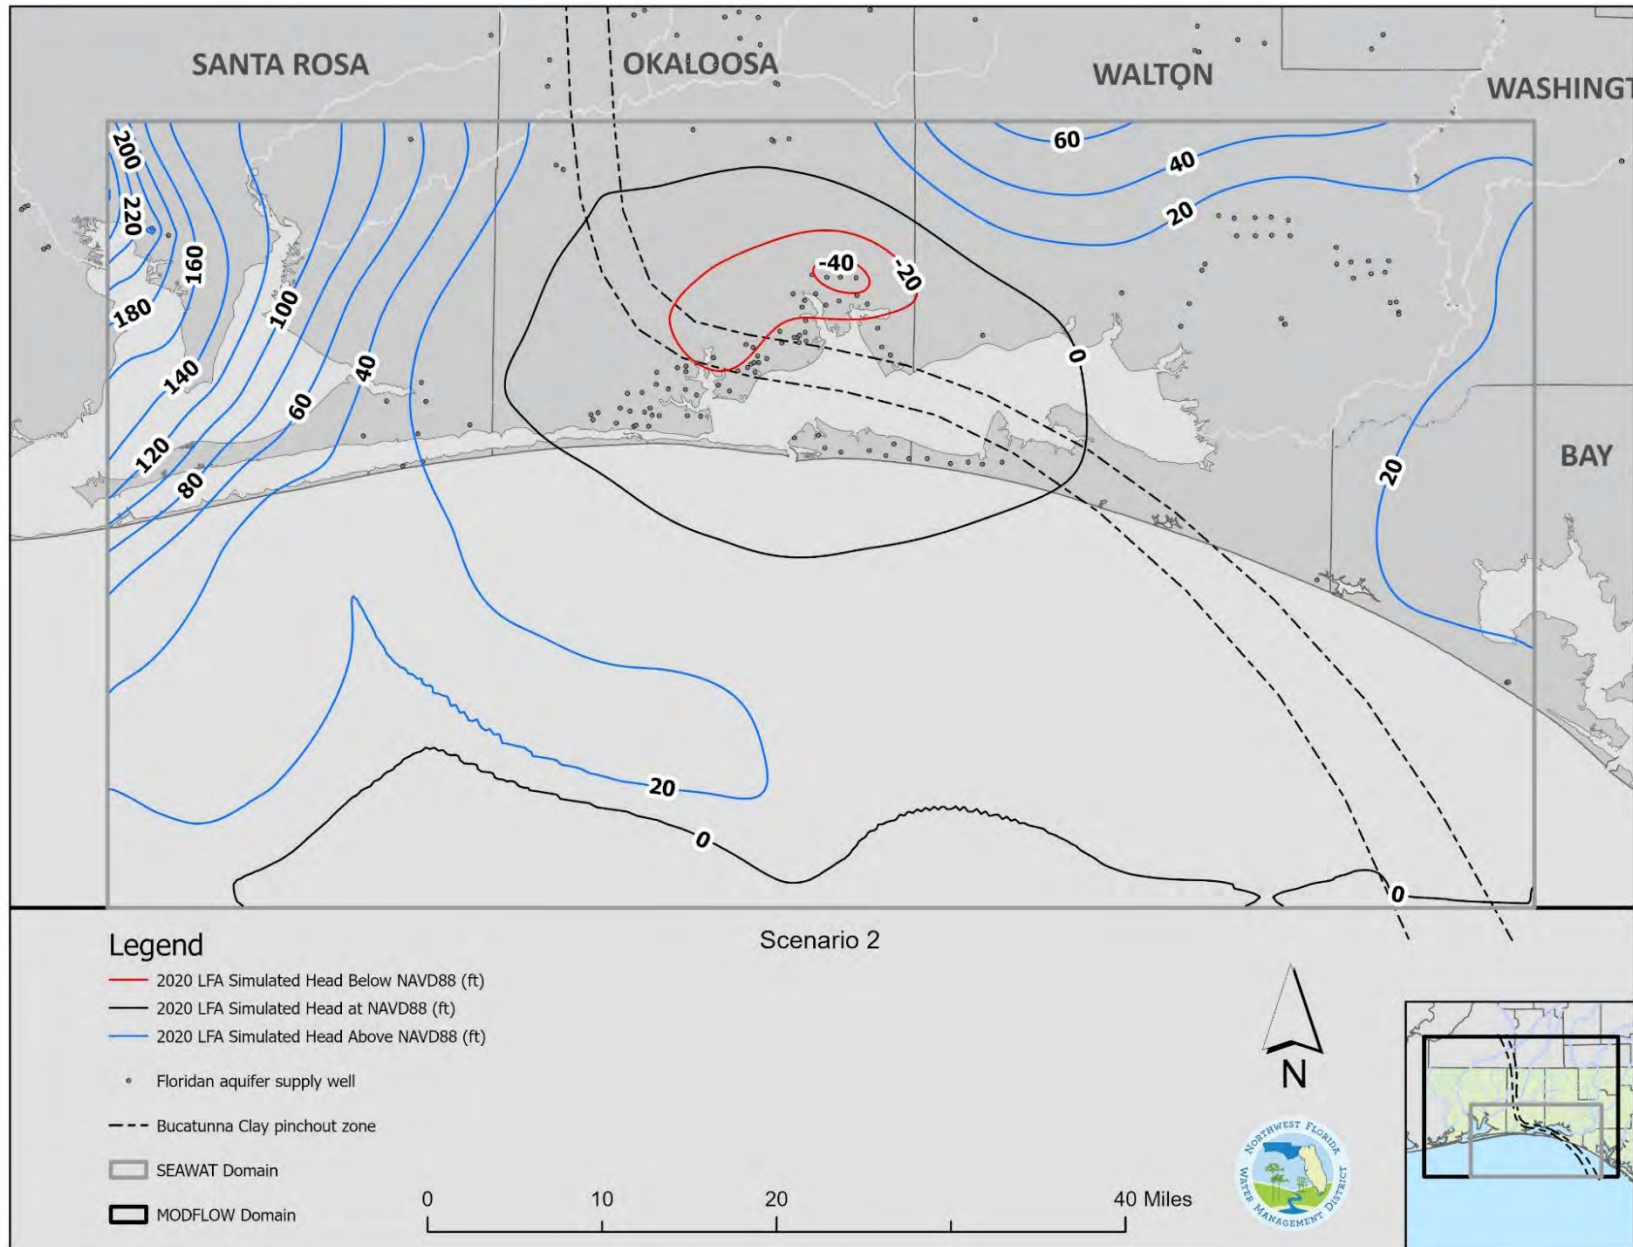 SANTA ROSA
OKALOOSA
WALTON
WASHINGT
60
200
40
220
20
160
-40
-20
180
100
0
40
140
60
120
BAY
20
80
20
0
0
Scenario 2
Legend
2020 LFA Simulated Head Below NAVD88 (ft)
2020 LFA Simulated Head at NAVD88 (ft)
2020 LFA Simulated Head Above NAVD88 (ft)
Floridan aquifer supply well
Bucatunna Clay pinchout zone
SEAWAT Domain
MODFLOW Domain
0 10 20 40 Miles
N
NORTHWEST FLORIDA
WATER MANAGEMENT DISTRICT